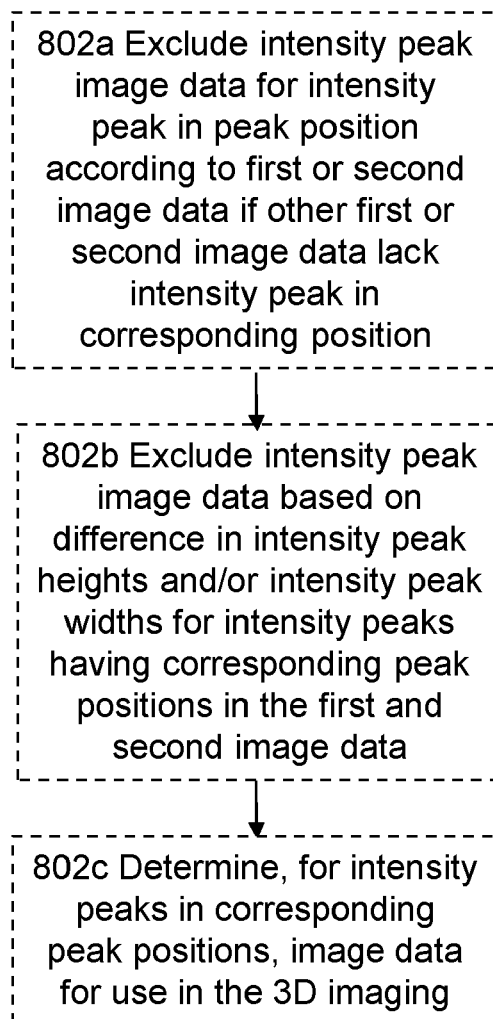 802a Exclude intensity peak
image data for intensity
peak in peak position
according to first or second
image data if other first or
second image data lack
intensity peak in
corresponding position
802b Exclude intensity peak
image data based on
difference in intensity peak
heights and/or intensity peak
widths for intensity peaks
having corresponding peak
positions in the first and
second image data
802c Determine, for intensity
peaks in corresponding
peak positions, image data
for use in the 3D imaging